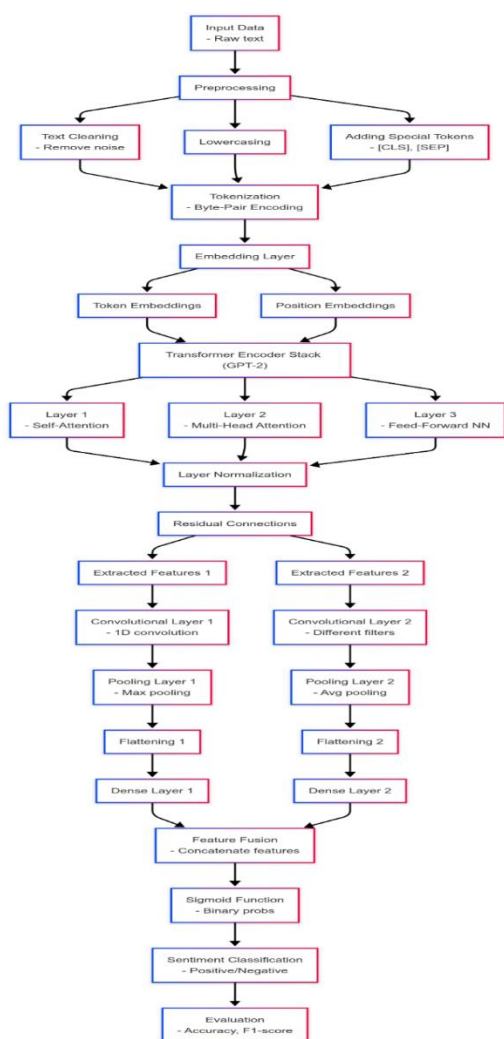 Input Data
- Raw text
Preprocessing
Text Cleaning
- Remove noise
Lowercasing
Adding Special Tokens
- [CLS], [SEP]
Tokenization
- Byte-Pair Encoding
Embedding Layer
Token Embeddings
Position Embeddings
Transformer Encoder Stack
(GPT-2)
Layer 1
- Self-Attention
Layer 2
- Multi-Head Attention
Layer 3
- Feed-Forward NN
Layer Normalization
Residual Connections
Extracted Features 1
Extracted Features 2
Convolutional Layer 1
- 1D convolution
Convolutional Layer 2
- Different filters
Pooling Layer 1
- Max pooling
Pooling Layer 2
- Avg pooling
Flattening 1
Flattening 2
Dense Layer 1
Dense Layer 2
Feature Fusion
- Concatenate features
Sigmoid Function
- Binary probs
Sentiment Classification
- Positive/Negative
Evaluation
- Accuracy, F1-score